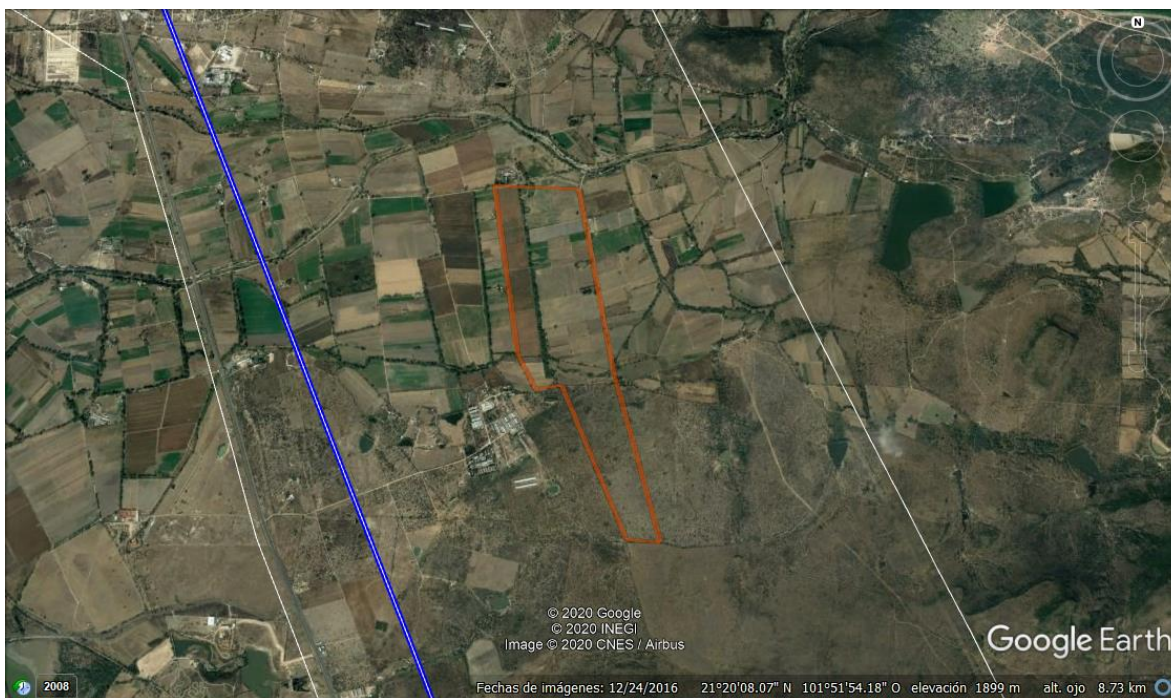 N
© 2020 Google
© 2020 INEGI
Image © 2020 CNES / Airbus
Google Earth
2008
Fechas de imágenes: 12/24/2016 21°20'08.07" N 101°51'54.18" O elevación 1899 m alt. ojo 8.73 km